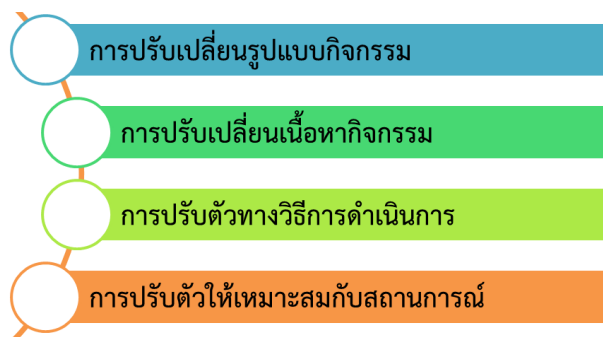 การปรับเปลี่ยนรูปแบบกิจกรรม
การปรับเปลี่ยนเนื้อหากิจกรรม
การปรับตัวทางวิธีการดำเนินการ
การปรับตัวให้เหมาะสมกับสถานการณ์